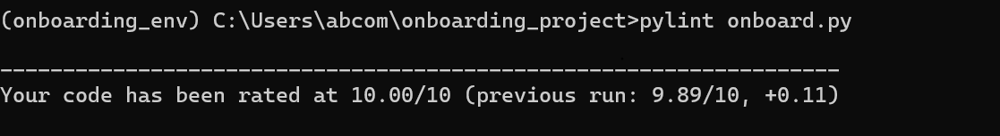 (onboarding_env) C:\Users\abcom\onboarding_project>pylint onboard.py
-------------------------------------------------------------------
Your code has been rated at 10.00/10 (previous run: 9.89/10, +0.11)